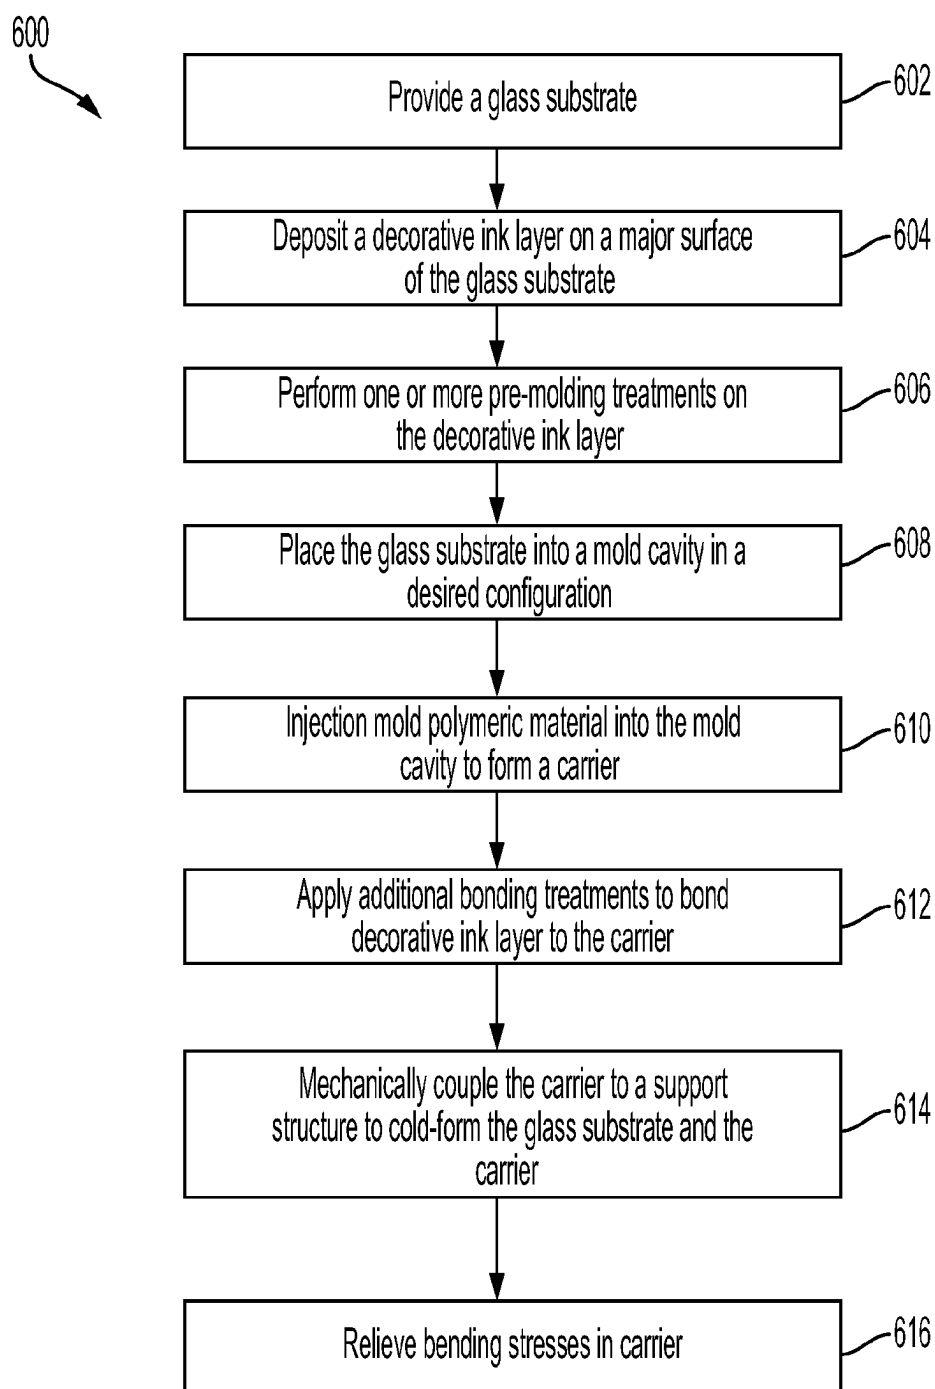 600
Provide a glass substrate
602
Deposit a decorative ink layer on a major surface
of the glass substrate
604
Perform one or more pre-molding treatments on
the decorative ink layer
606
Place the glass substrate into a mold cavity in a
desired configuration
608
Injection mold polymeric material into the mold
cavity to form a carrier
610
Apply additional bonding treatments to bond
decorative ink layer to the carrier
612
Mechanically couple the carrier to a support
structure to cold-form the glass substrate and the
carrier
614
Relieve bending stresses in carrier
616